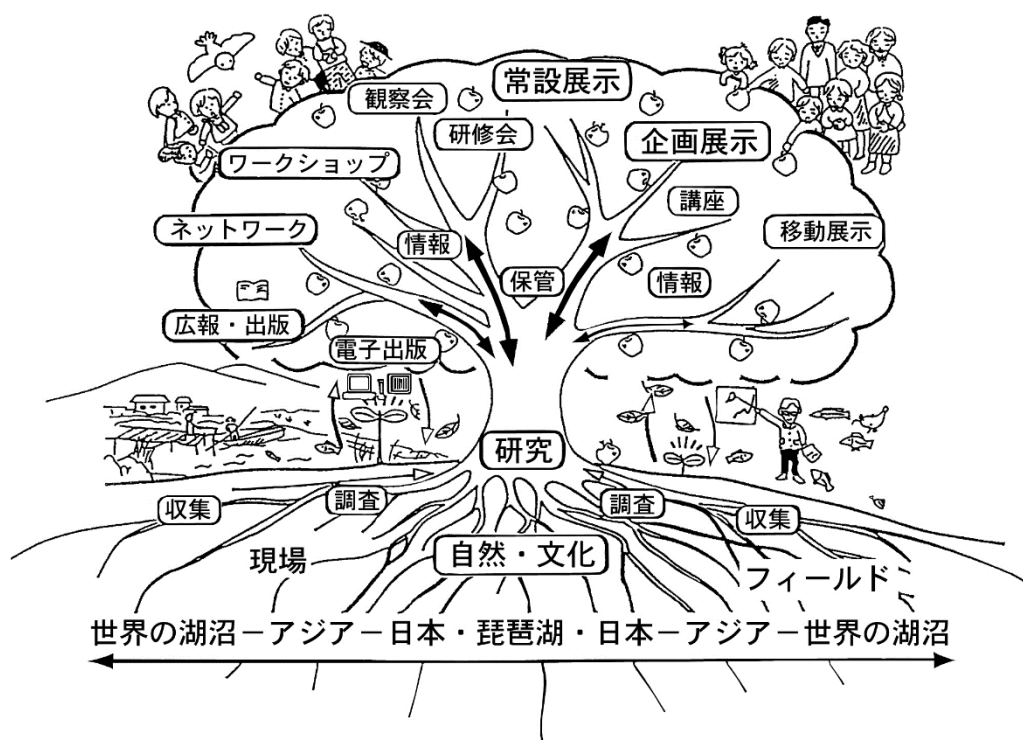 常設展示
観察会
研修会
企画展示
ワークショップ
講座
ネットワーク
情報
移動展示
保管
情報
広報・出版
電子出版
研究
収集
調査
調査
収集
現場
自然・文化
フィールド
世界の湖沼－アジア－日本・琵琶湖・日本－アジア－世界の湖沼